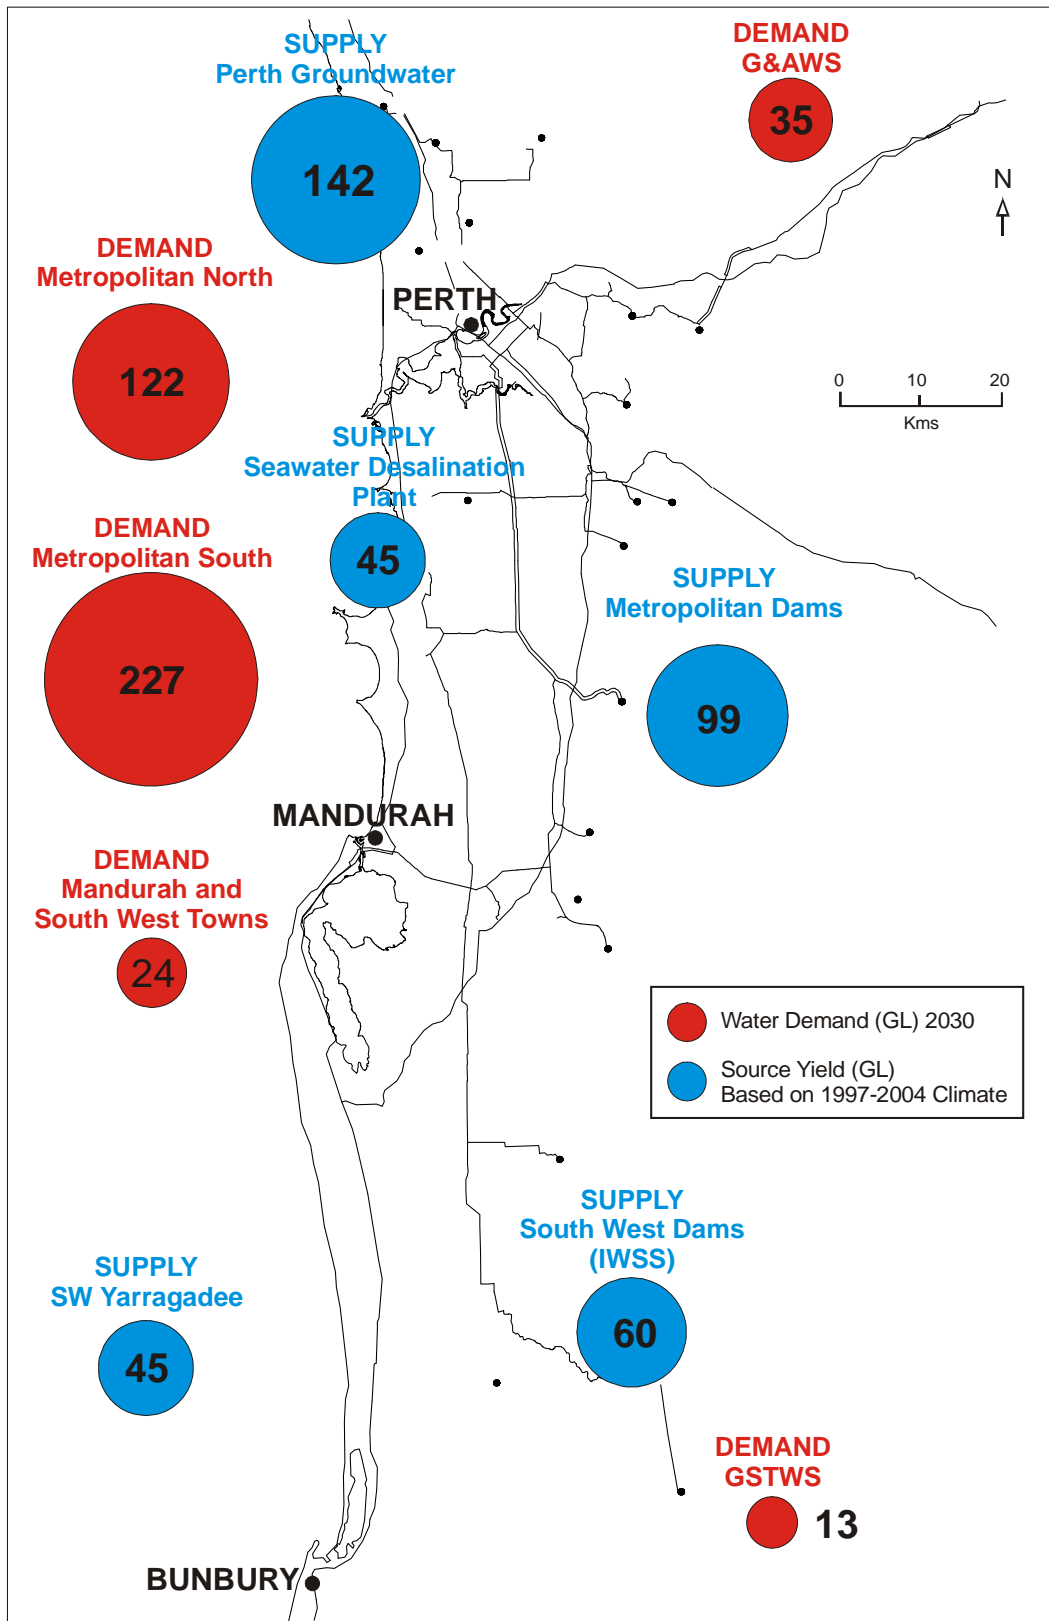 SUPPLY
Perth Groundwater
142
DEMAND
G&AWS
35
N
DEMAND
Metropolitan North
122
PERTH
0 10 20
Kms
SUPPLY
Seawater Desalination
Plant
45
DEMAND
Metropolitan South
227
SUPPLY
Metropolitan Dams
99
MANDURAH
DEMAND
Mandurah and
South West Towns
24
Water Demand (GL) 2030
Source Yield (GL)
Based on 1997-2004 Climate
SUPPLY
South West Dams
(IWSS)
60
SUPPLY
SW Yarragadee
45
DEMAND
GSTWS
13
BUNBURY